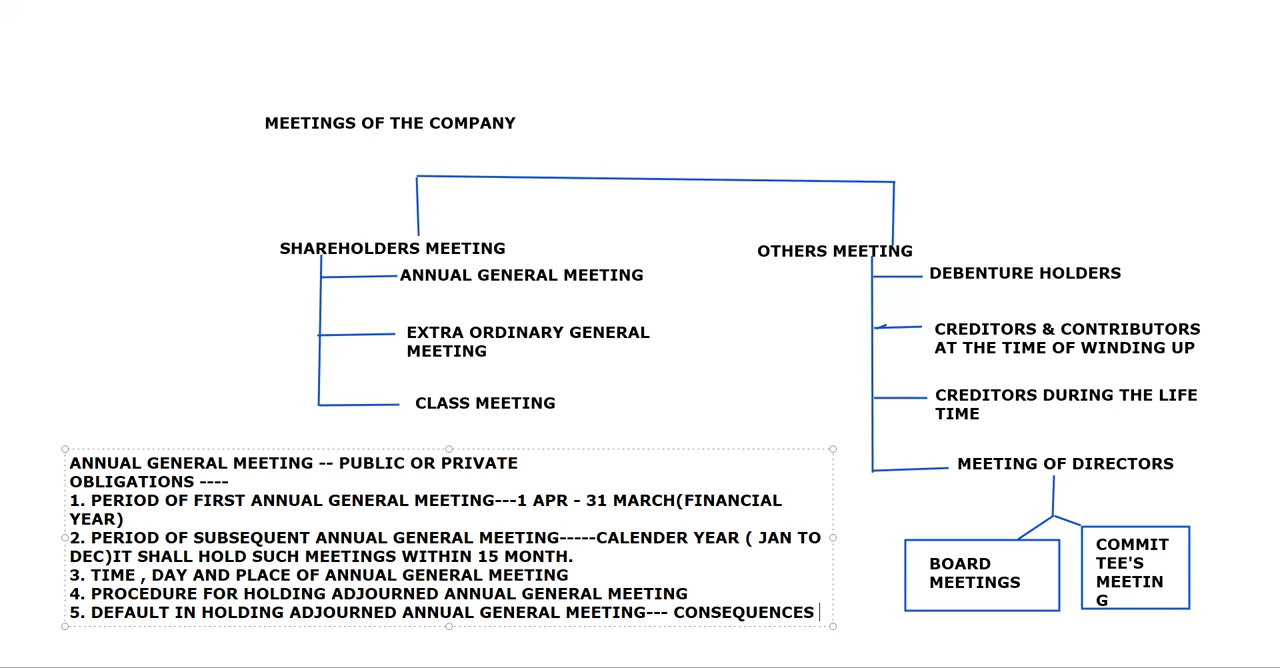 MEETINGS OF THE COMPANY
SHAREHOLDERS MEETING
ANNUAL GENERAL MEETING
EXTRA ORDINARY GENERAL
MEETING
CLASS MEETING
OTHERS MEETING
DEBENTURE HOLDERS
CREDITORS & CONTRIBUTORS
AT THE TIME OF WINDING UP
CREDITORS DURING THE LIFE
TIME
MEETING OF DIRECTORS
BOARD
MEETINGS
COMMIT
TEE'S
MEETIN
G
ANNUAL GENERAL MEETING -- PUBLIC OR PRIVATE
OBLIGATIONS ----
1. PERIOD OF FIRST ANNUAL GENERAL MEETING---1 APR - 31 MARCH(FINANCIAL
YEAR)
2. PERIOD OF SUBSEQUENT ANNUAL GENERAL MEETING-----CALENDER YEAR ( JAN TO
DEC)IT SHALL HOLD SUCH MEETINGS WITHIN 15 MONTH.
3. TIME , DAY AND PLACE OF ANNUAL GENERAL MEETING
4. PROCEDURE FOR HOLDING ADJOURNED ANNUAL GENERAL MEETING
5. DEFAULT IN HOLDING ADJOURNED ANNUAL GENERAL MEETING--- CONSEQUENCES